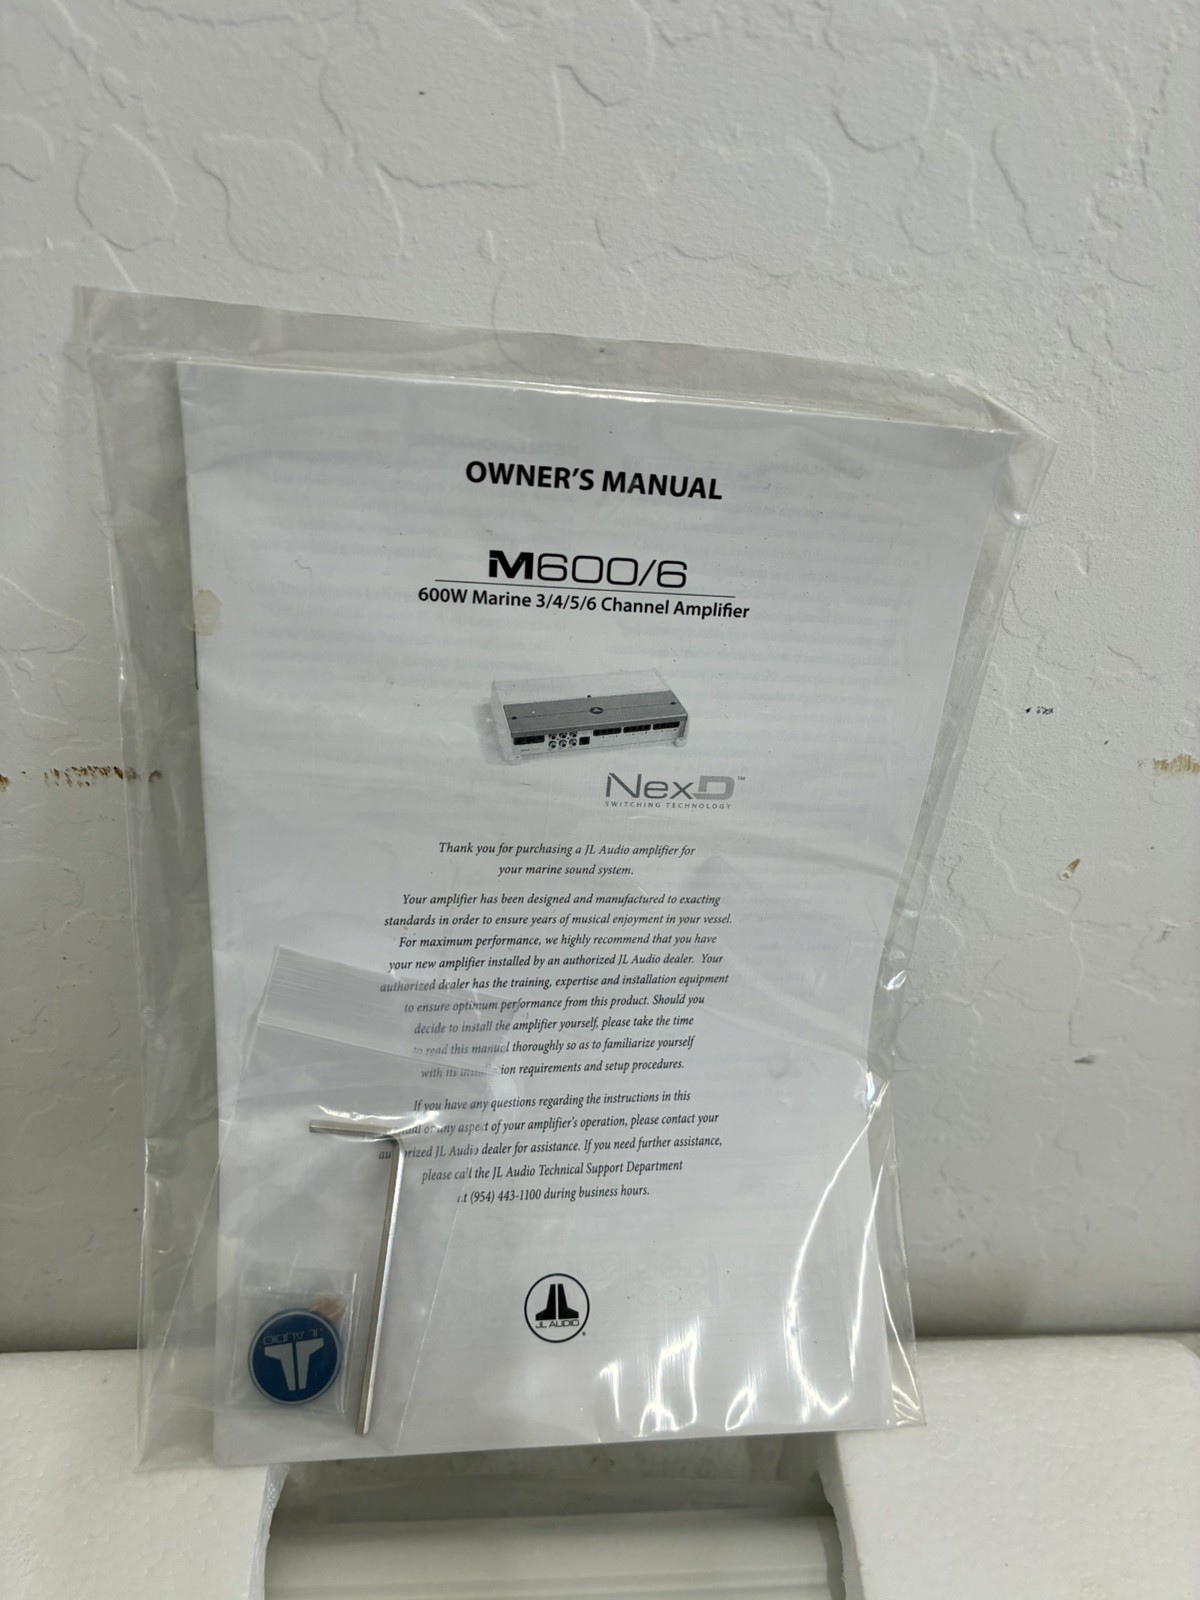 OWNER'S MANUAL
M600/6
600W Marine 3/4/5/6 Channel Amplifier
NexD™
SWITCHING TECHNOLOGY
Thank you for purchasing a JL Audio amplifier for
your marine sound system.
Your amplifier has been designed and manufactured to exacting
standards in order to ensure years of musical enjoyment in your vessel.
For maximum performance, we highly recommend that you have
your new amplifier installed by an authorized JL Audio dealer. Your
authorized dealer has the training, expertise and installation equipment
to ensure optimum performance from this product. Should you
decide to install the amplifier yourself, please take the time
to read this manual thoroughly so as to familiarize yourself
with its installation requirements and setup procedures.
If you have any questions regarding the instructions in this
or any aspect of your amplifier's operation, please contact your
authorized JL Audio dealer for assistance. If you need further assistance,
please call the JL Audio Technical Support Department
at (954) 443-1100 during business hours.
JL AUDIO®
JL AUDIO